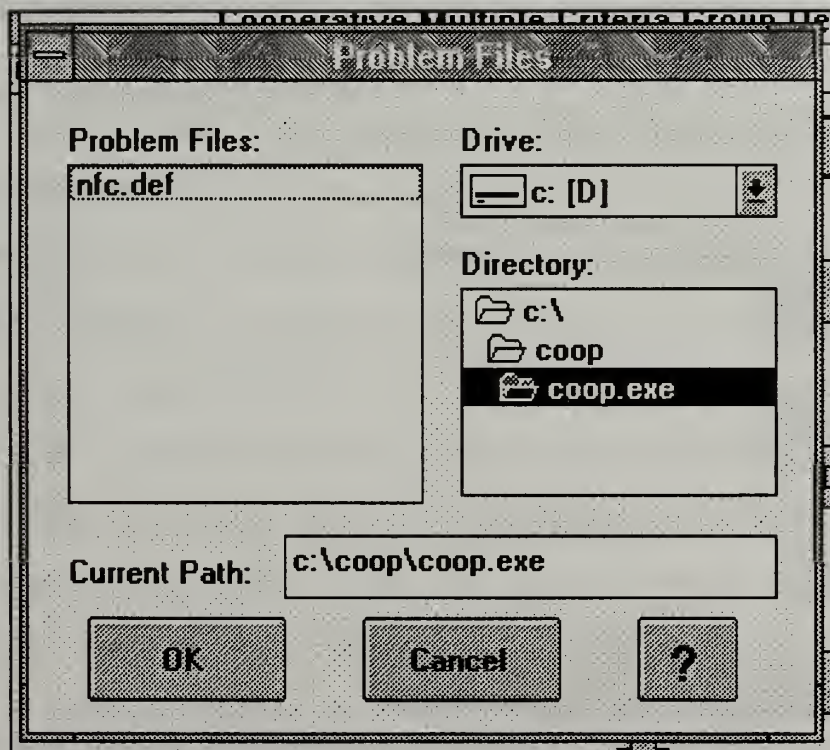 Cooperative Multiple Criteria Group De
Problem Files
Problem Files:
nfc.def
Drive:
c: [D]
Directory:
c:\
coop
coop.exe
Current Path:
c:\coop\coop.exe
OK
Cancel
?